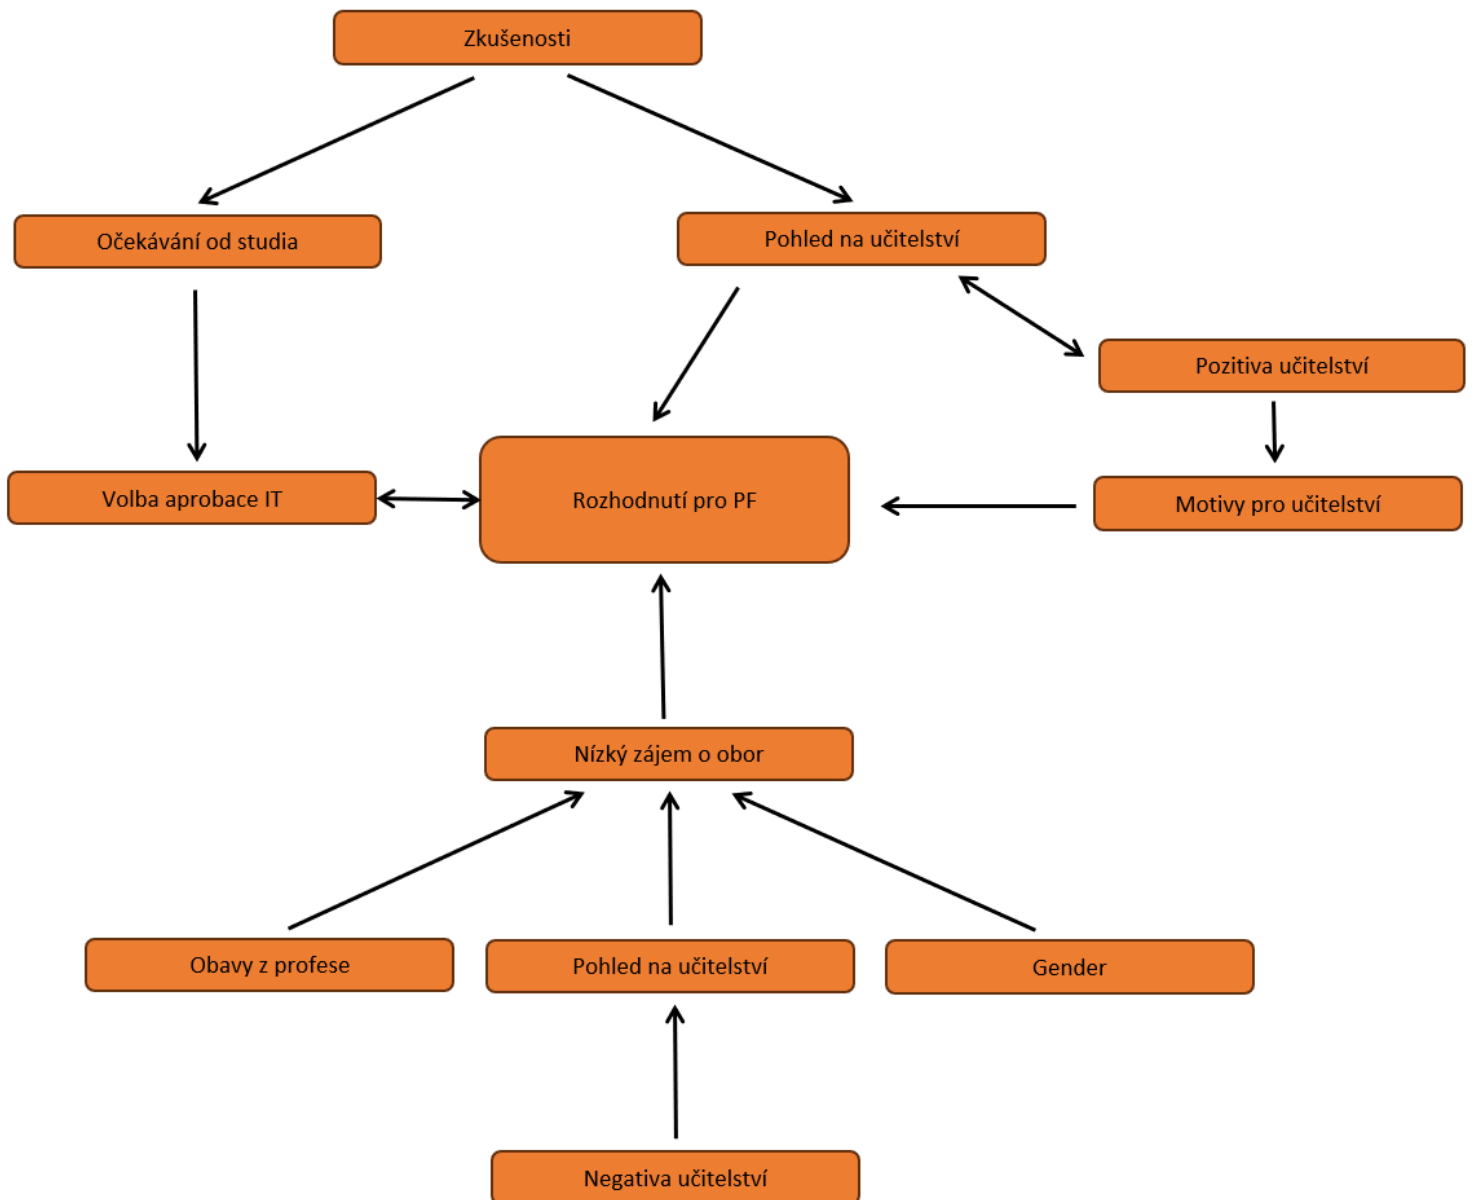 Zkušenosti
Očekávání od studia
Pohled na učitelství
Pozitiva učitelství
Volba aprobace IT
Rozhodnutí pro PF
Motivy pro učitelství
Nízký zájem o obor
Obavy z profese
Pohled na učitelství
Gender
Negativa učitelství